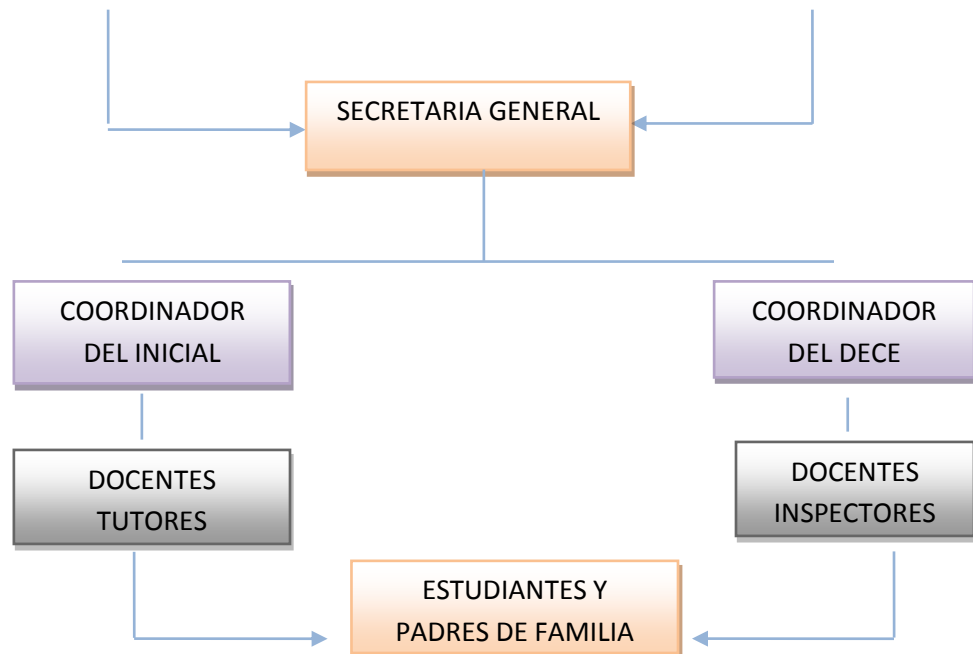 SECRETARIA GENERAL
COORDINADOR
DEL INICIAL
COORDINADOR
DEL DECE
DOCENTES
TUTORES
DOCENTES
INSPECTORES
ESTUDIANTES Y
PADRES DE FAMILIA